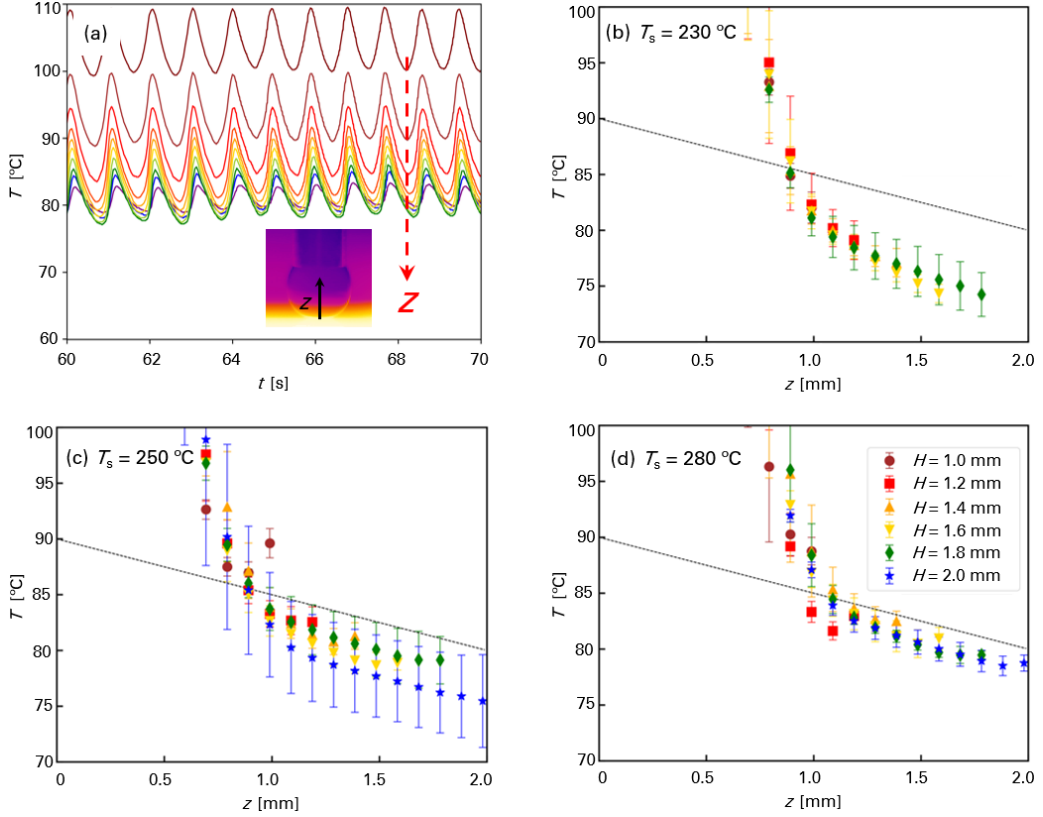 (a)
110
100
90
80
70
60
T [°C]
z
Z
60
62
64
66
68
70
t [s]
(b) Ts = 230 °C
100
95
90
85
80
75
70
T [°C]
0
0.5
1.0
1.5
2.0
z [mm]
(c) Ts = 250 °C
100
95
90
85
80
75
70
T [°C]
0
0.5
1.0
1.5
2.0
z [mm]
(d) Ts = 280 °C
100
95
90
85
80
75
70
T [°C]
H = 1.0 mm
H = 1.2 mm
H = 1.4 mm
H = 1.6 mm
H = 1.8 mm
H = 2.0 mm
0
0.5
1.0
1.5
2.0
z [mm]